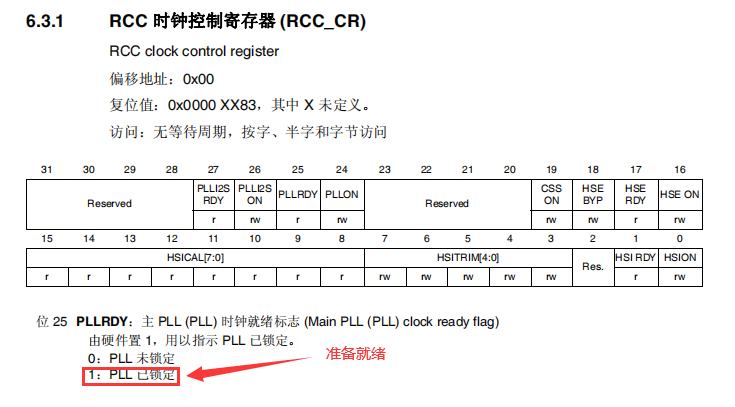 6.3.1 RCC 时钟控制寄存器 (RCC_CR)
RCC clock control register
偏移地址：0x00
复位值：0x0000 XX83，其中 X 未定义。
访问：无等待周期，按字、半字和字节访问
31 30 29 28 27 26 25 24 23 22 21 20 19 18 17 16
Reserved PLLI2S RDY PLLI2S ON PLLRDY PLLON Reserved CSS ON HSE BYP HSE RDY HSE ON
r rw r rw rw rw r rw
15 14 13 12 11 10 9 8 7 6 5 4 3 2 1 0
HSICAL[7:0] HSITRIM[4:0] Res. HSI RDY HSION
r r r r r r r r rw rw rw rw rw r rw
位 25 PLLRDY：主 PLL (PLL) 时钟就绪标志 (Main PLL (PLL) clock ready flag)
由硬件置 1，用以指示 PLL 已锁定。
0：PLL 未锁定
1：PLL 已锁定
准备就绪